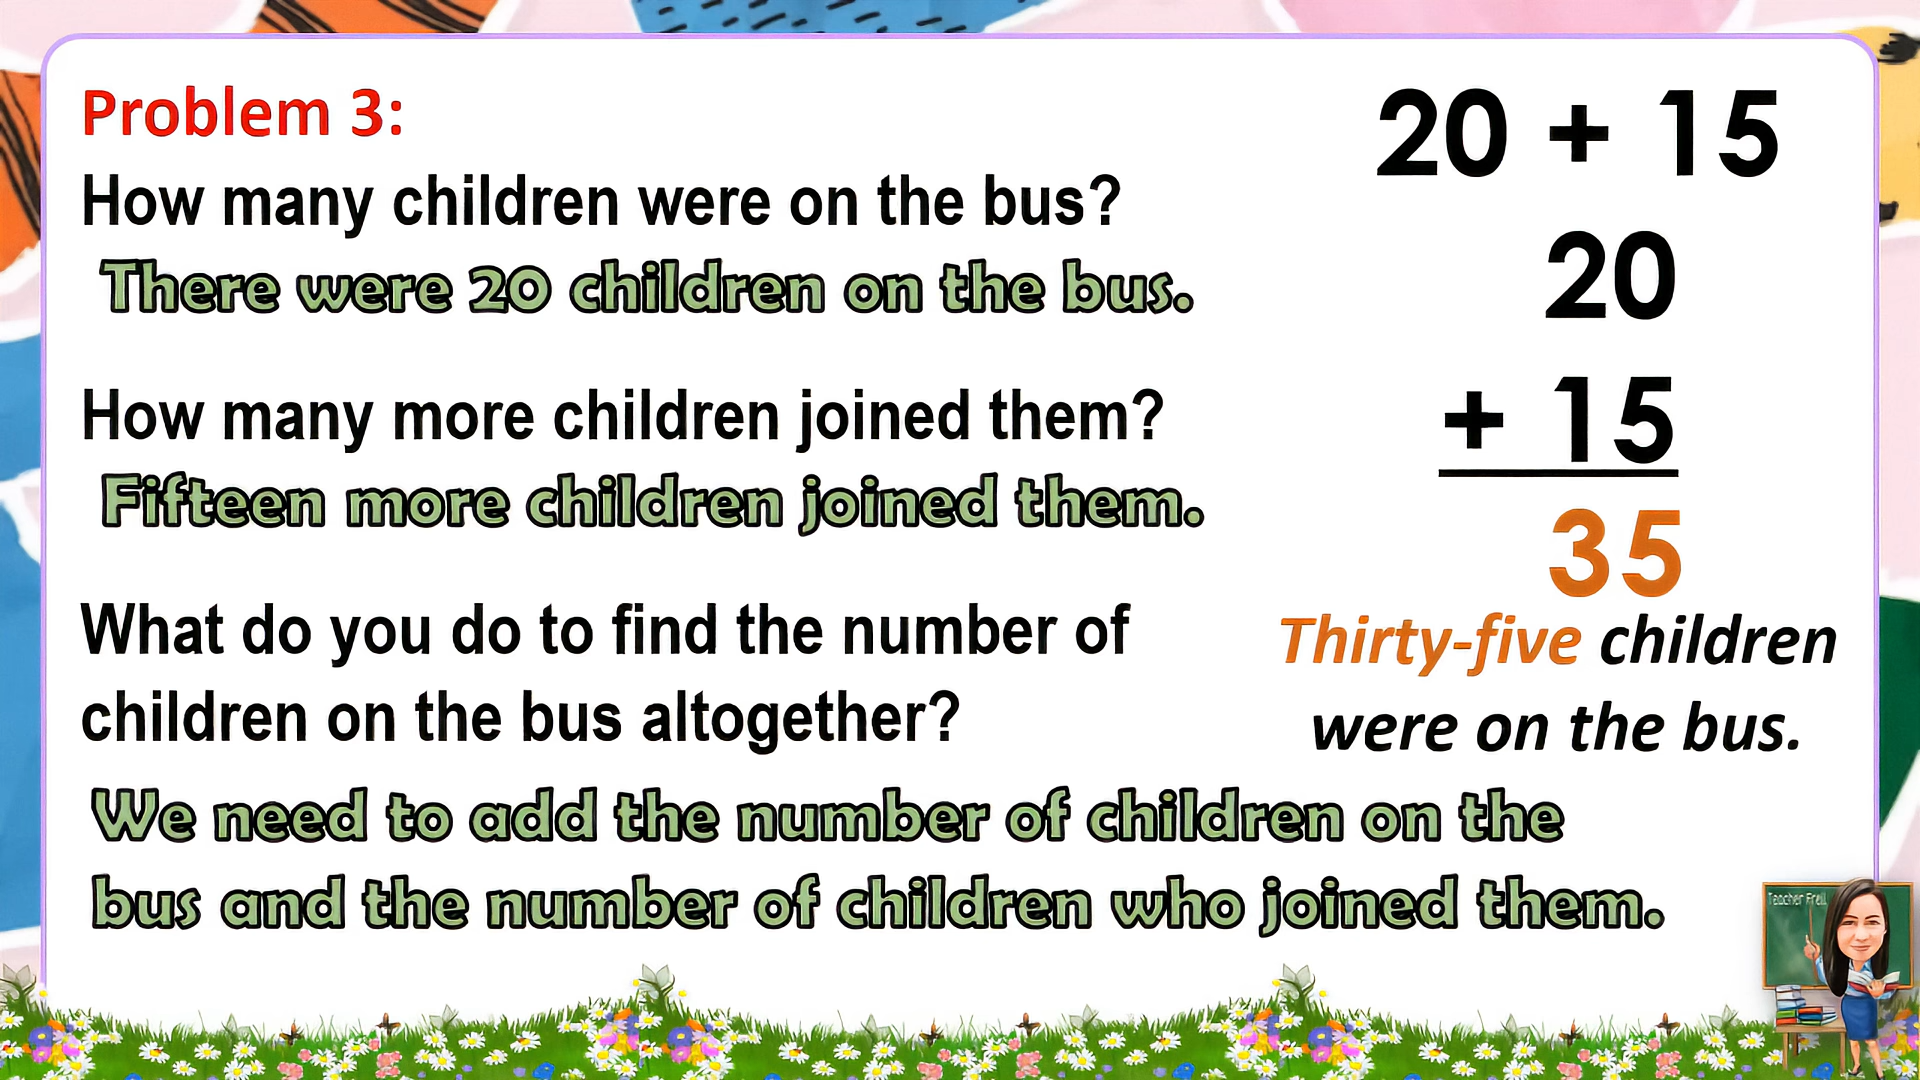 Problem 3:
How many children were on the bus?
There were 20 children on the bus.
How many more children joined them?
Fifteen more children joined them.
What do you do to find the number of
children on the bus altogether?
We need to add the number of children on the
bus and the number of children who joined them.
20 + 15
20
+ 15
35
Thirty-five children
were on the bus.
Teacher Frell